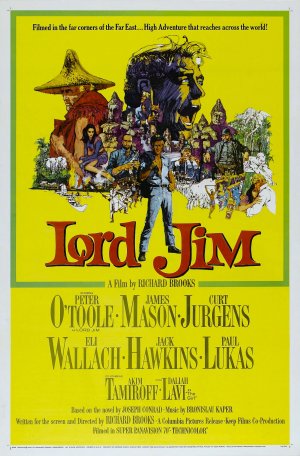 Filmed in the far corners of the Far East... High Adventure that reaches across the world!
Lord Jim
A Film by RICHARD BROOKS
PETER JAMES CURT
O'TOOLE · MASON · JURGENS
AS LORD JIM
ELI JACK PAUL
WALLACH · HAWKINS · LUKAS
AKIM DALIAH
TAMIROFF · LAVI
Based on the novel by JOSEPH CONRAD · Music by BRONISLAU KAPER
Written for the screen and Directed by RICHARD BROOKS · A Columbia Pictures Release · Keep Films Co-Production
Filmed in SUPER PANAVISION 70® TECHNICOLOR®